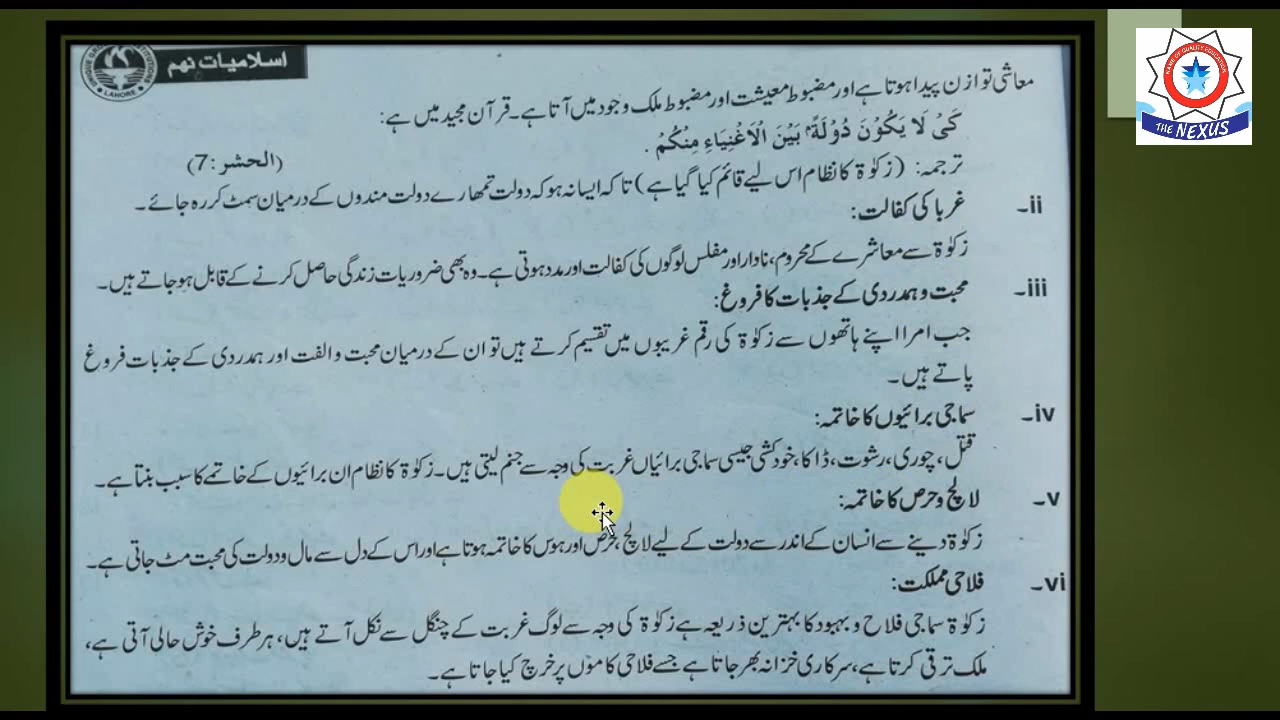 اسلامیات نہم
LAHORE
معاشی توازن پیدا ہوتا ہے اور مضبوط معیشت اور مضبوط ملک وجود میں آتا ہے۔ قرآن مجید میں ہے:
كَىْ لَا يَكُوْنَ دُوْلَةًۢ بَيْنَ الْاَغْنِيَاءِ مِنْكُمْ .
(الحشر:7)
ترجمہ: (زکوٰۃ کا نظام اس لیے قائم کیا گیا ہے) تاکہ ایسا نہ ہو کہ دولت تمھارے دولت مندوں کے درمیان سمٹ کر رہ جائے۔
ii۔ غربا کی کفالت:
زکوٰۃ سے معاشرے کے محروم، نادار اور مفلس لوگوں کی کفالت اور مدد ہوتی ہے۔ وہ بھی ضروریات زندگی حاصل کرنے کے قابل ہو جاتے ہیں۔
iii۔ محبت و ہمدردی کے جذبات کا فروغ:
جب امرا اپنے ہاتھوں سے زکوٰۃ کی رقم غریبوں میں تقسیم کرتے ہیں تو ان کے درمیان محبت و الفت اور ہمدردی کے جذبات فروغ
پاتے ہیں۔
iv۔ سماجی برائیوں کا خاتمہ:
قتل، چوری، رشوت، ڈاکا، خودکشی جیسی سماجی برائیاں غربت کی وجہ سے جنم لیتی ہیں۔ زکوٰۃ کا نظام ان برائیوں کے خاتمے کا سبب بنتا ہے۔
v۔ لالچ و حرص کا خاتمہ:
زکوٰۃ دینے سے انسان کے اندر سے دولت کے لیے لالچ، حرص اور ہوس کا خاتمہ ہوتا ہے اور اس کے دل سے مال و دولت کی محبت مٹ جاتی ہے۔
vi۔ فلاحی مملکت:
زکوٰۃ سماجی فلاح و بہبود کا بہترین ذریعہ ہے زکوٰۃ کی وجہ سے لوگ غربت کے چنگل سے نکل آتے ہیں، ہر طرف خوش حالی آتی ہے،
ملک ترقی کرتا ہے، سرکاری خزانہ بھر جاتا ہے جسے فلاحی کاموں پر خرچ کیا جاتا ہے۔
NAME OF QUALITY EDUCATION
THE NEXUS